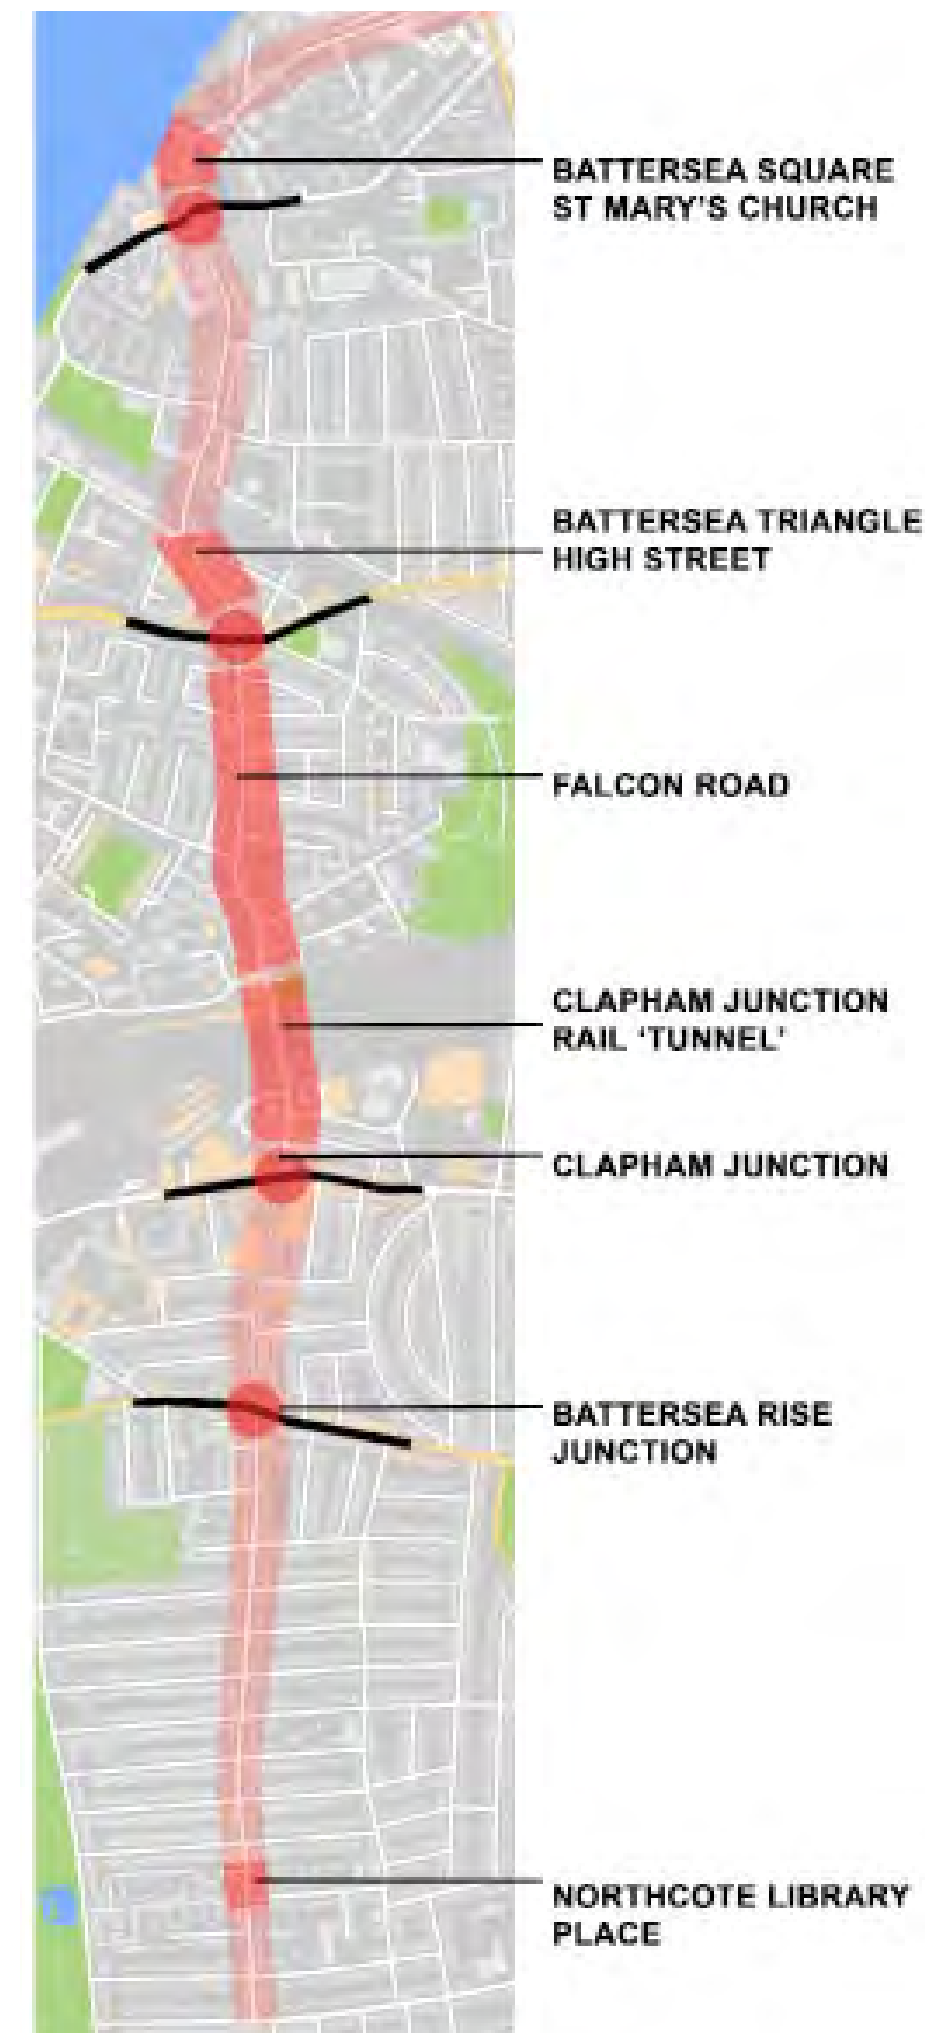 BATTERSEA SQUARE
ST MARY'S CHURCH
BATTERSEA TRIANGLE
HIGH STREET
FALCON ROAD
CLAPHAM JUNCTION
RAIL 'TUNNEL'
CLAPHAM JUNCTION
BATTERSEA RISE
JUNCTION
NORTHCOTE LIBRARY
PLACE